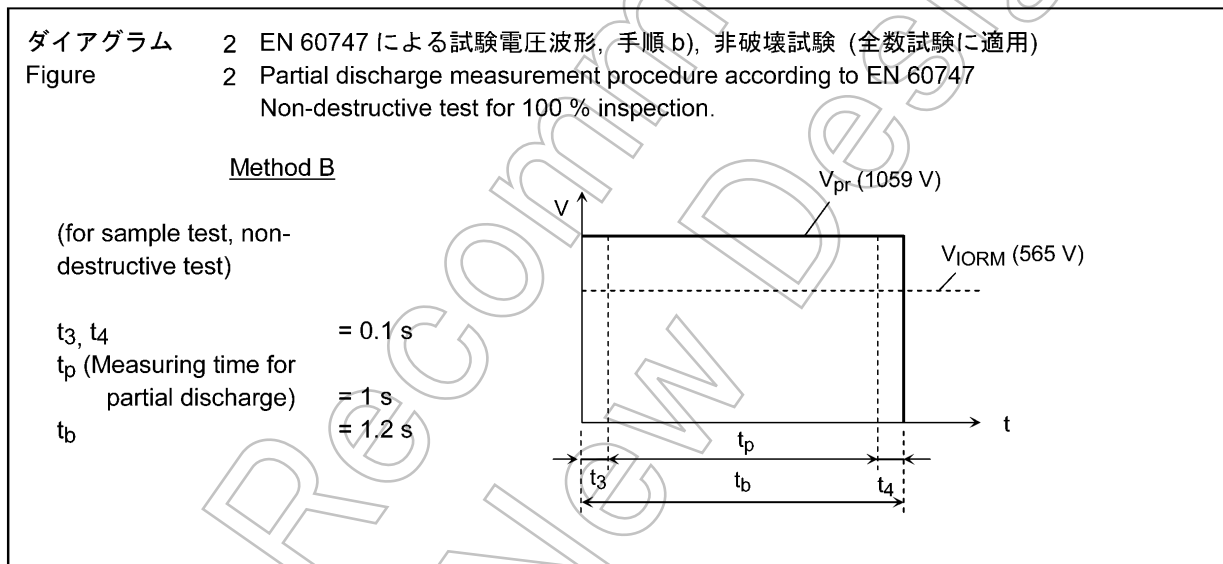 ダイアグラム 2 EN 60747 による試験電圧波形, 手順 b), 非破壊試験 (全数試験に適用)
Figure 2 Partial discharge measurement procedure according to EN 60747
Non-destructive test for 100 % inspection.
Method B
(for sample test, non-
destructive test)
t3, t4 = 0.1 s
tp (Measuring time for
partial discharge) = 1 s
tb = 1.2 s
V
Vpr (1059 V)
VIORM (565 V)
t
tp
t3
tb
t4
Recomm
New Desi